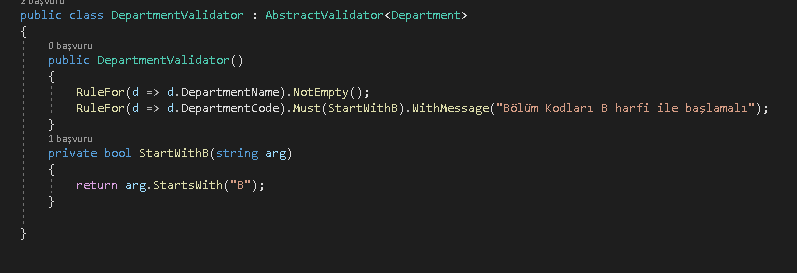 2 başvuru
public class DepartmentValidator : AbstractValidator<Department>
{
0 başvuru
public DepartmentValidator()
{
RuleFor(d => d.DepartmentName).NotEmpty();
RuleFor(d => d.DepartmentCode).Must(StartWithB).WithMessage("Bölüm Kodları B harfi ile başlamalı");
}
1 başvuru
private bool StartWithB(string arg)
{
return arg.StartsWith("B");
}
}